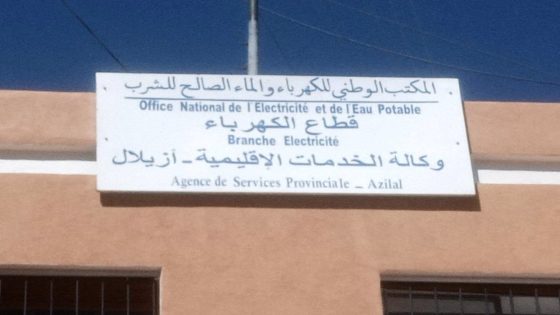 المكتب الوطني للكهرباء والماء الصالح للشرب
Office National de l'Electricité et de l'Eau Potable
قطاع الكهرباء
Branche Electricité
وكالة الخدمات الإقليمية - أزيلال
Agence de Services Provinciale - Azilal